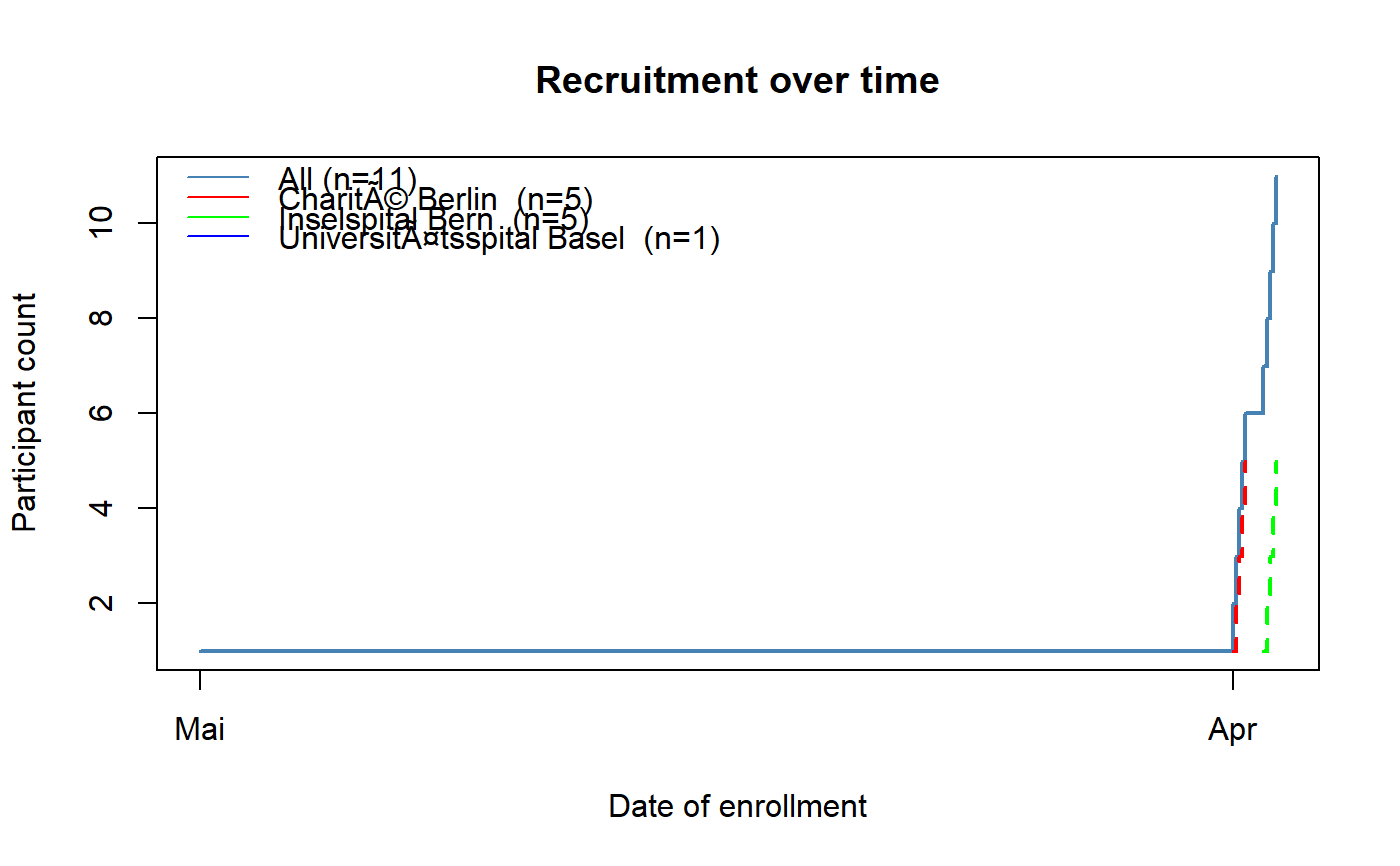 Recruitment over time
All (n=11)
CharitÃ© Berlin  (n=5)
Inselspital Bern  (n=5)
UniversitÃ¤tsspital Basel  (n=1)
Participant count
10
8
6
4
2
Mai
Apr
Date of enrollment